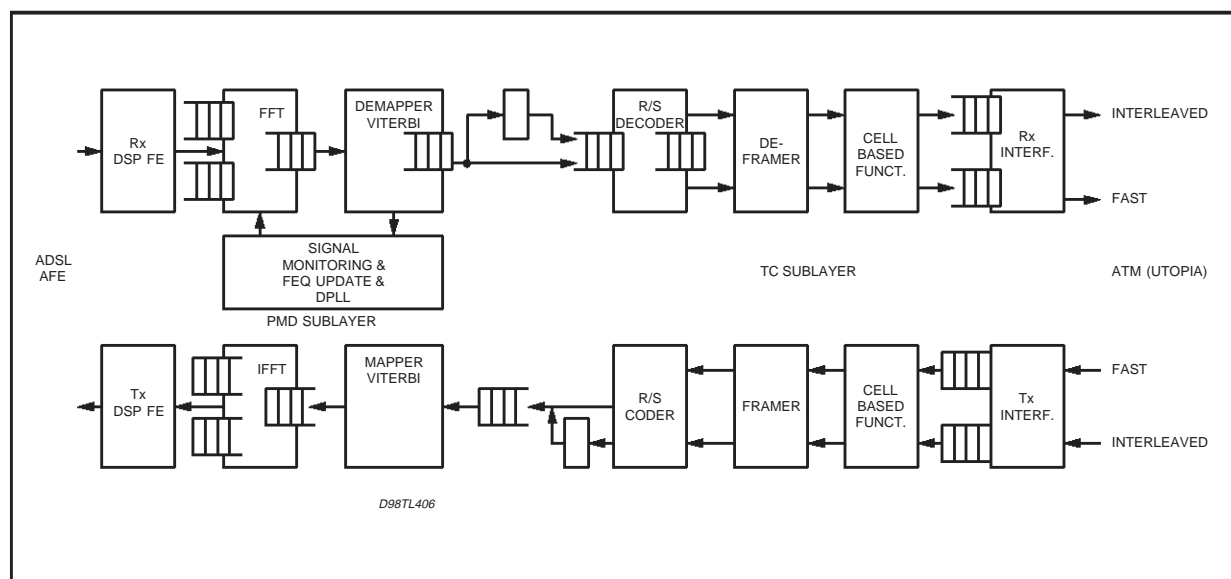 Rx
DSP FE
FFT
DEMAPPER
VITERBI
R/S
DECODER
DE-
FRAMER
CELL
BASED
FUNCT.
Rx
INTERF.
INTERLEAVED
FAST
ADSL
AFE
SIGNAL
MONITORING &
FEQ UPDATE &
DPLL
PMD SUBLAYER
TC SUBLAYER
ATM (UTOPIA)
Tx
DSP FE
IFFT
MAPPER
VITERBI
R/S
CODER
FRAMER
CELL
BASED
FUNCT.
Tx
INTERF.
FAST
INTERLEAVED
D98TL406